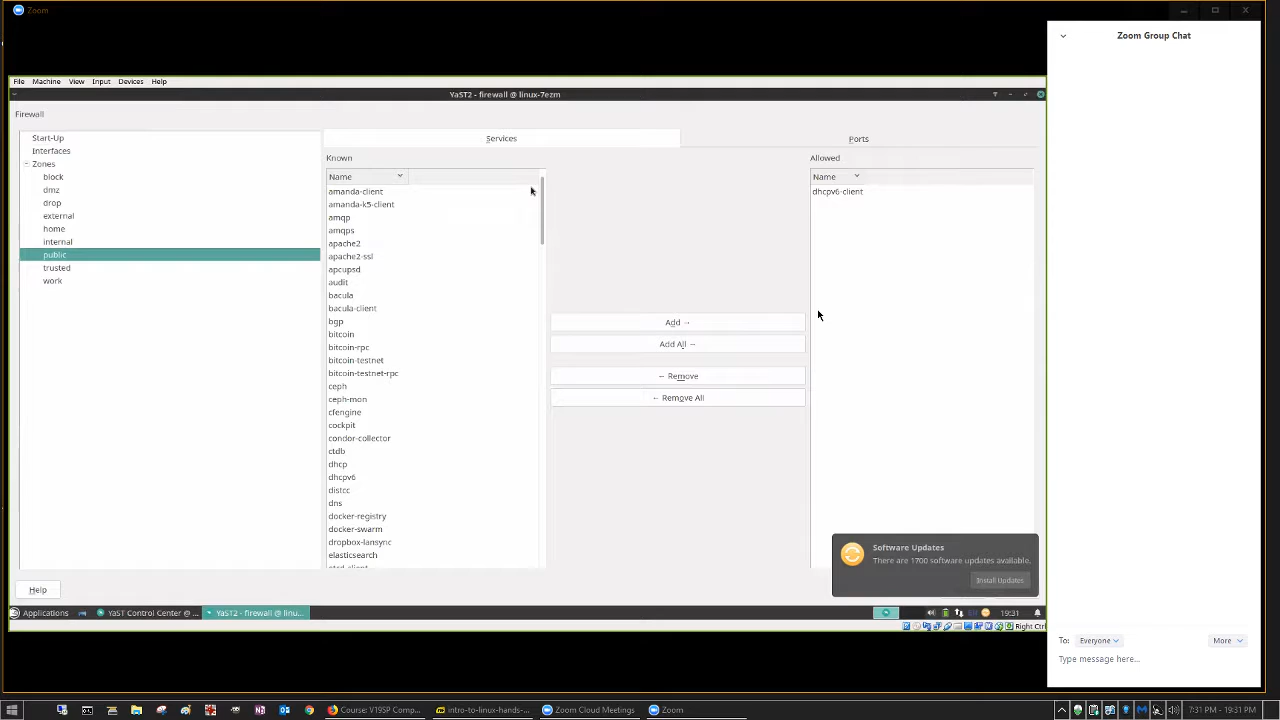 Zoom
Zoom Group Chat
File Machine View Input Devices Help
YaST2 - firewall @ linux-7ezm
Firewall
Start-Up
Interfaces
Zones
block
dmz
drop
external
home
internal
public
trusted
work
Services
Ports
Known
Name
amanda-client
amanda-k5-client
amqp
amqps
apache2
apache2-ssl
apcupsd
audit
bacula
bacula-client
bgp
bitcoin
bitcoin-rpc
bitcoin-testnet
bitcoin-testnet-rpc
ceph
ceph-mon
cfengine
cockpit
condor-collector
ctdb
dhcp
dhcpv6
distcc
dns
docker-registry
docker-swarm
dropbox-lansync
elasticsearch
etcd-client
Add →
Add All →
← Remove
← Remove All
Allowed
Name
dhcpv6-client
Software Updates
There are 1700 software updates available.
Install Updates
Help
Applications
YaST Control Center @ ...
YaST2 - firewall @ linu...
EN
19:31
Right Ctrl
To: Everyone
More
Type message here...
Course: V19SP Comp...
intro-to-linux-hands-...
Zoom Cloud Meetings
Zoom
7:31 PM - 19:31 PM